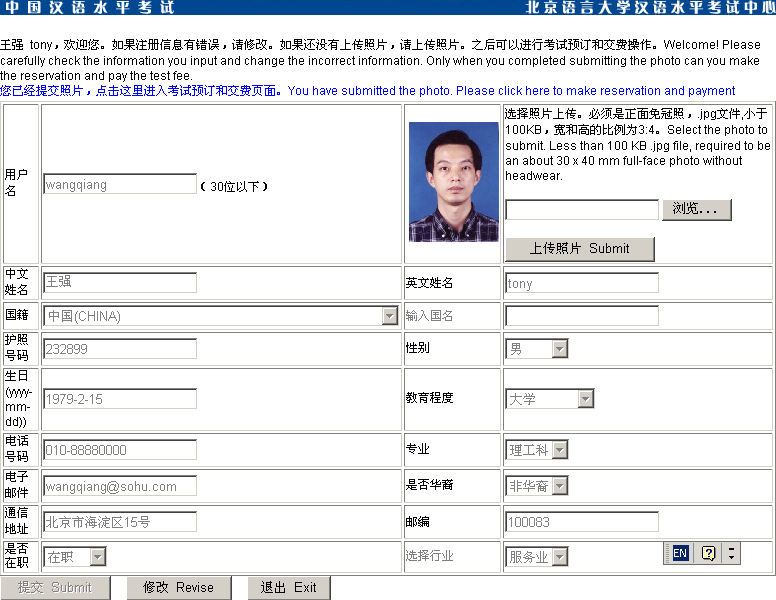 中国汉语水平考试 北京语言大学汉语水平考试中心
王强 tony，欢迎您。如果注册信息有错误，请修改。如果还没有上传照片，请上传照片。之后可以进行考试预订和交费操作。Welcome! Please
carefully check the information you input and change the incorrect information. Only when you completed submitting the photo can you make
the reservation and pay the test fee.
您已经提交照片，点击这里进入考试预订和交费页面。You have submitted the photo. Please click here to make reservation and payment
用户
名
wangqiang （30位以下）
选择照片上传。必须是正面免冠照，.jpg文件,小于
100KB，宽和高的比例为3:4。Select the photo to
submit. Less than 100 KB .jpg file, required to be
an about 30 x 40 mm full-face photo without
headwear.
浏览...
上传照片 Submit
中文
姓名
王强
英文姓名
tony
国籍
中国(CHINA)
输入国名
护照
号码
232899
性别
男
生日
(yyyy-
mm-
dd))
1979-2-15
教育程度
大学
电话
号码
010-88880000
专业
理工科
电子
邮件
wangqiang@sohu.com
是否华裔
非华裔
通信
地址
北京市海淀区15号
邮编
100083
是否
在职
在职
选择行业
服务业
EN
提交 Submit 修改 Revise 退出 Exit